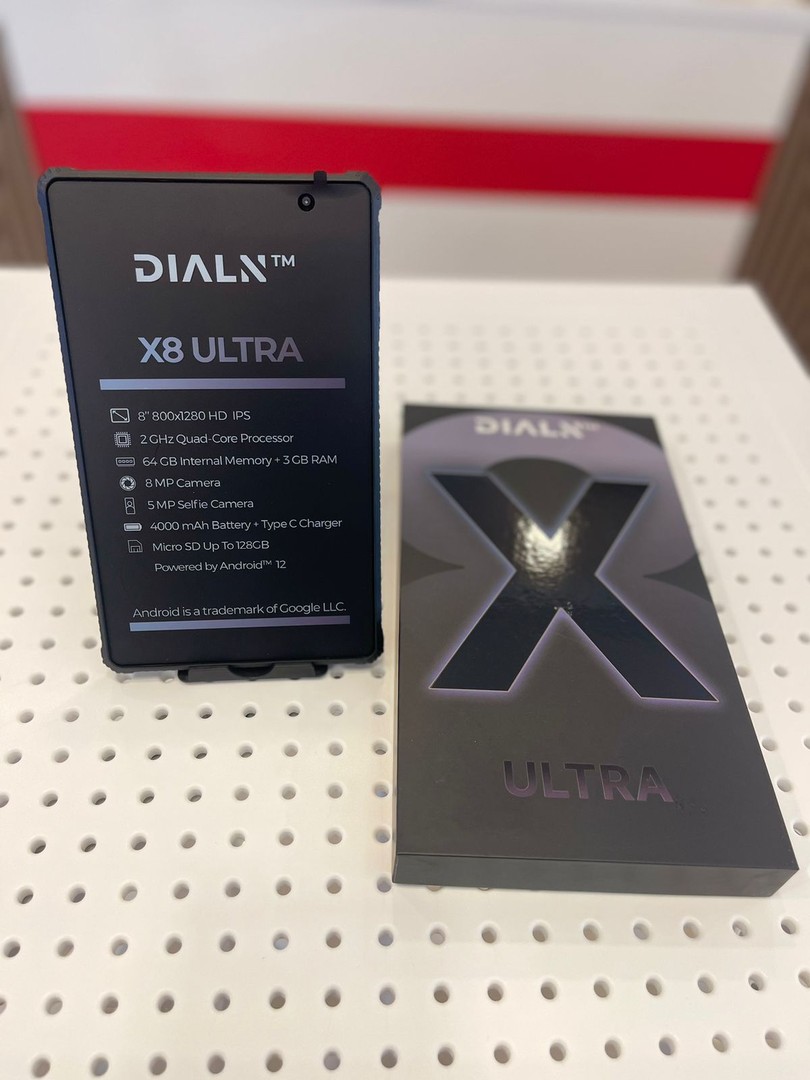 DIALN™
X8 ULTRA
8" 800x1280 HD IPS
2 GHz Quad-Core Processor
64 GB Internal Memory + 3 GB RAM
8 MP Camera
5 MP Selfie Camera
4000 mAh Battery + Type C Charger
Micro SD Up To 128GB
Powered by Android™ 12
Android is a trademark of Google LLC.
DIALN™
X
ULTRA